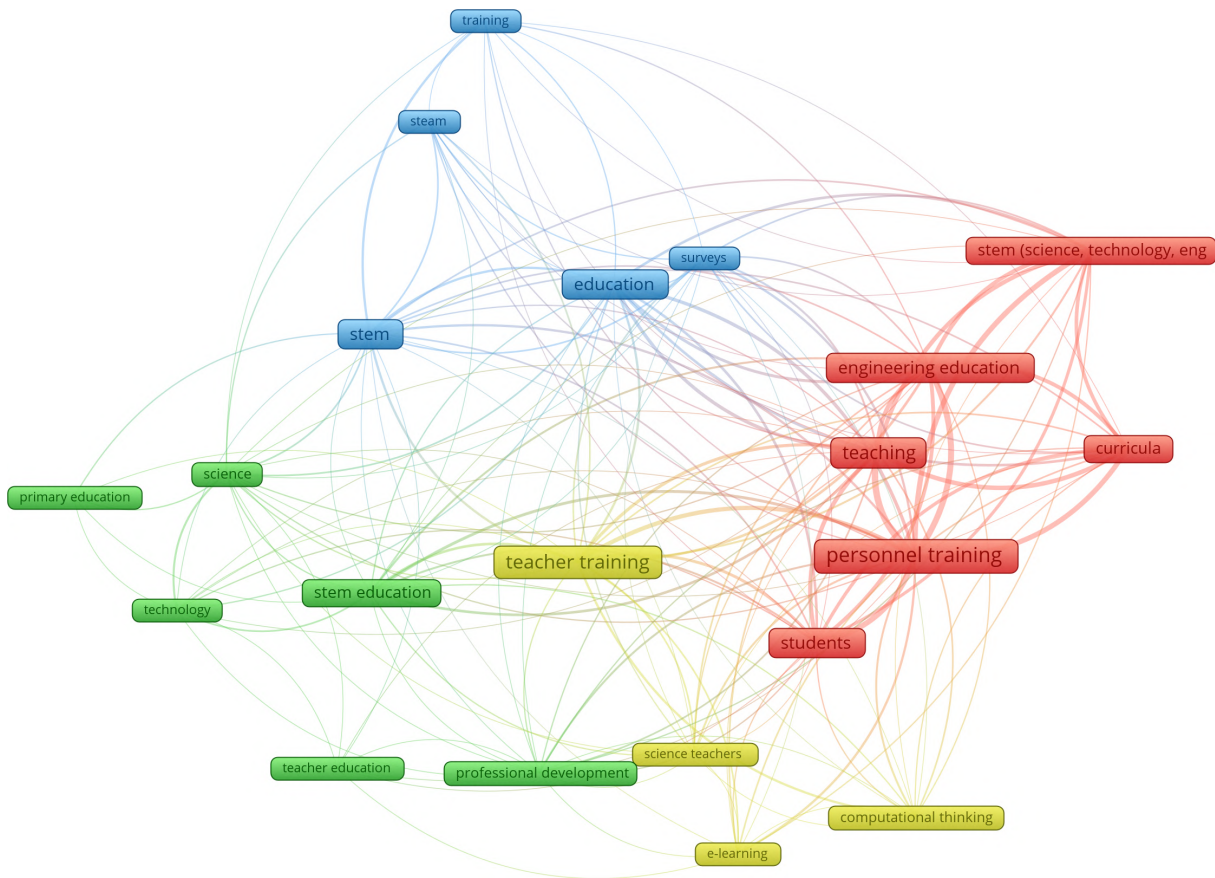 training
steam
surveys
stem (science, technology, eng
education
stem
engineering education
curricula
teaching
science
primary education
personnel training
teacher training
stem education
technology
students
science teachers
teacher education
professional development
computational thinking
e-learning